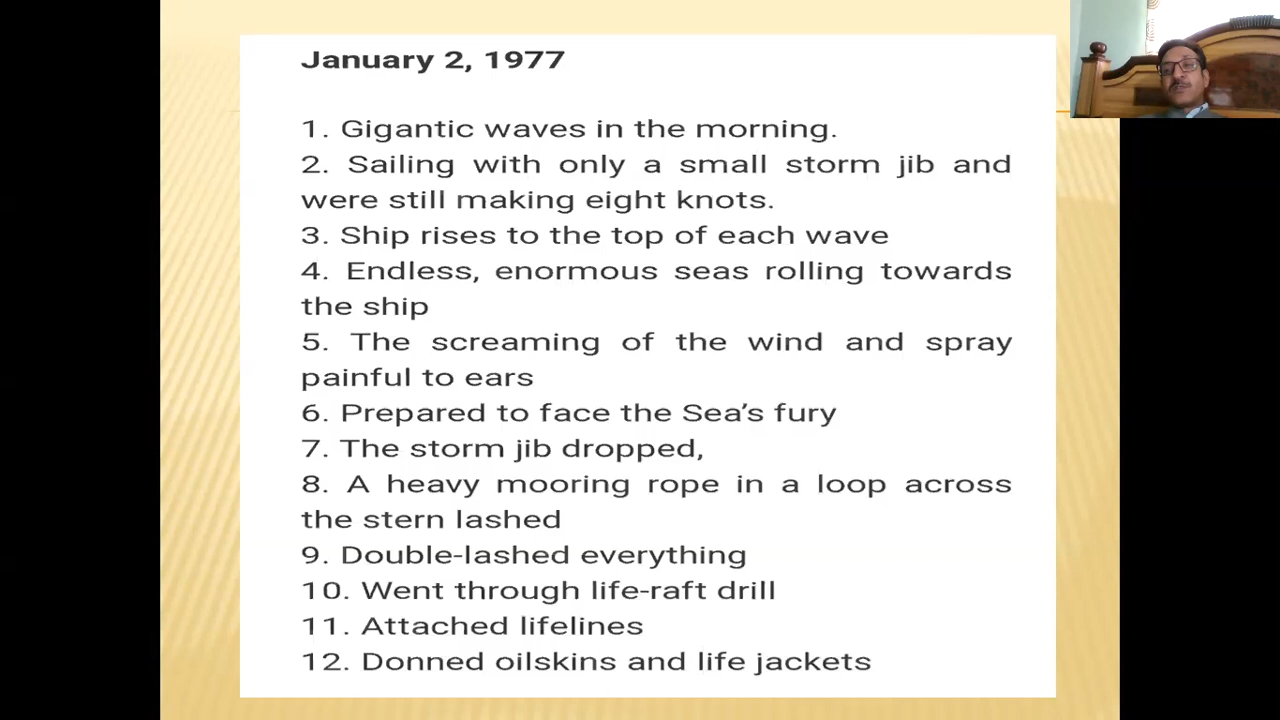 January 2, 1977
1. Gigantic waves in the morning.
2. Sailing with only a small storm jib and
were still making eight knots.
3. Ship rises to the top of each wave
4. Endless, enormous seas rolling towards
the ship
5. The screaming of the wind and spray
painful to ears
6. Prepared to face the Sea’s fury
7. The storm jib dropped,
8. A heavy mooring rope in a loop across
the stern lashed
9. Double-lashed everything
10. Went through life-raft drill
11. Attached lifelines
12. Donned oilskins and life jackets